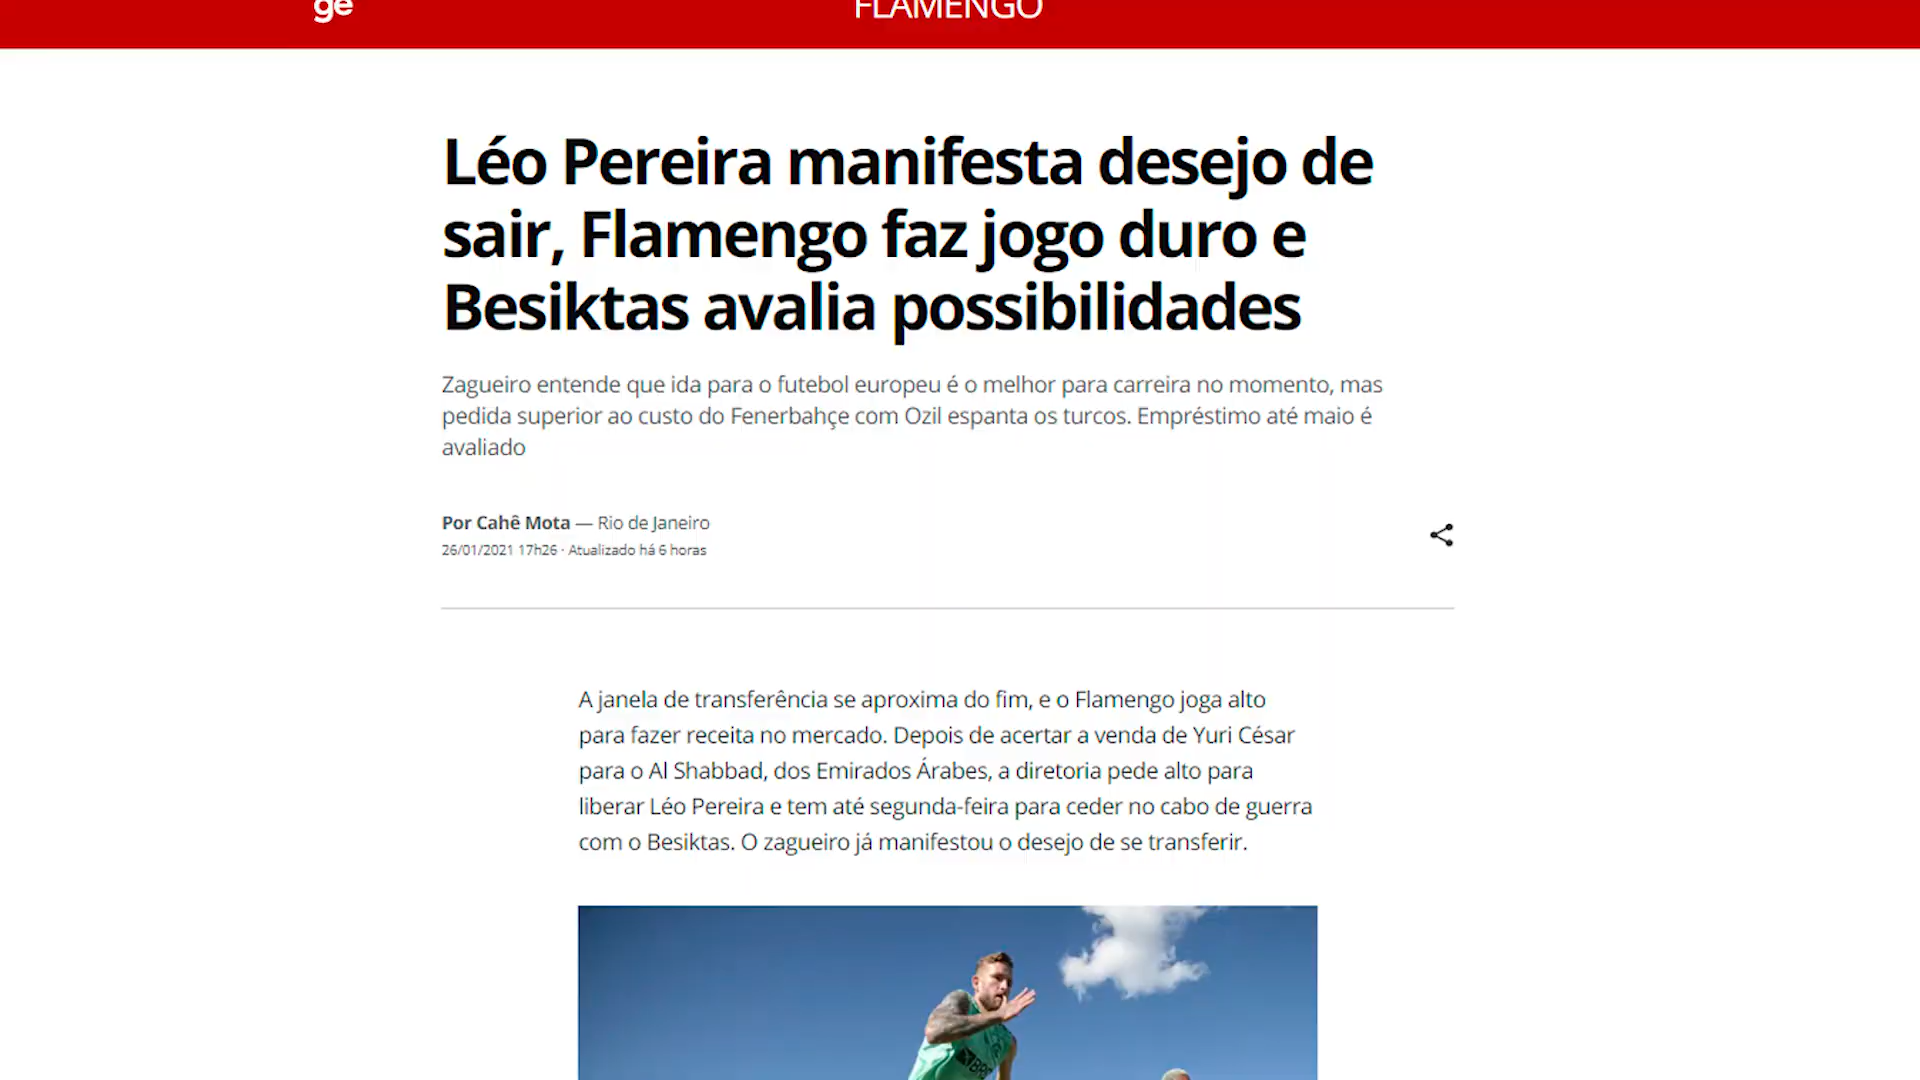 ge
FLAMENGO
Léo Pereira manifesta desejo de
sair, Flamengo faz jogo duro e
Besiktas avalia possibilidades
Zagueiro entende que ida para o futebol europeu é o melhor para carreira no momento, mas
pedida superior ao custo do Fenerbahçe com Ozil espanta os turcos. Empréstimo até maio é
avaliado
Por Cahê Mota — Rio de Janeiro
26/01/2021 17h26 · Atualizado há 6 horas
A janela de transferência se aproxima do fim, e o Flamengo joga alto
para fazer receita no mercado. Depois de acertar a venda de Yuri César
para o Al Shabbad, dos Emirados Árabes, a diretoria pede alto para
liberar Léo Pereira e tem até segunda-feira para ceder no cabo de guerra
com o Besiktas. O zagueiro já manifestou o desejo de se transferir.